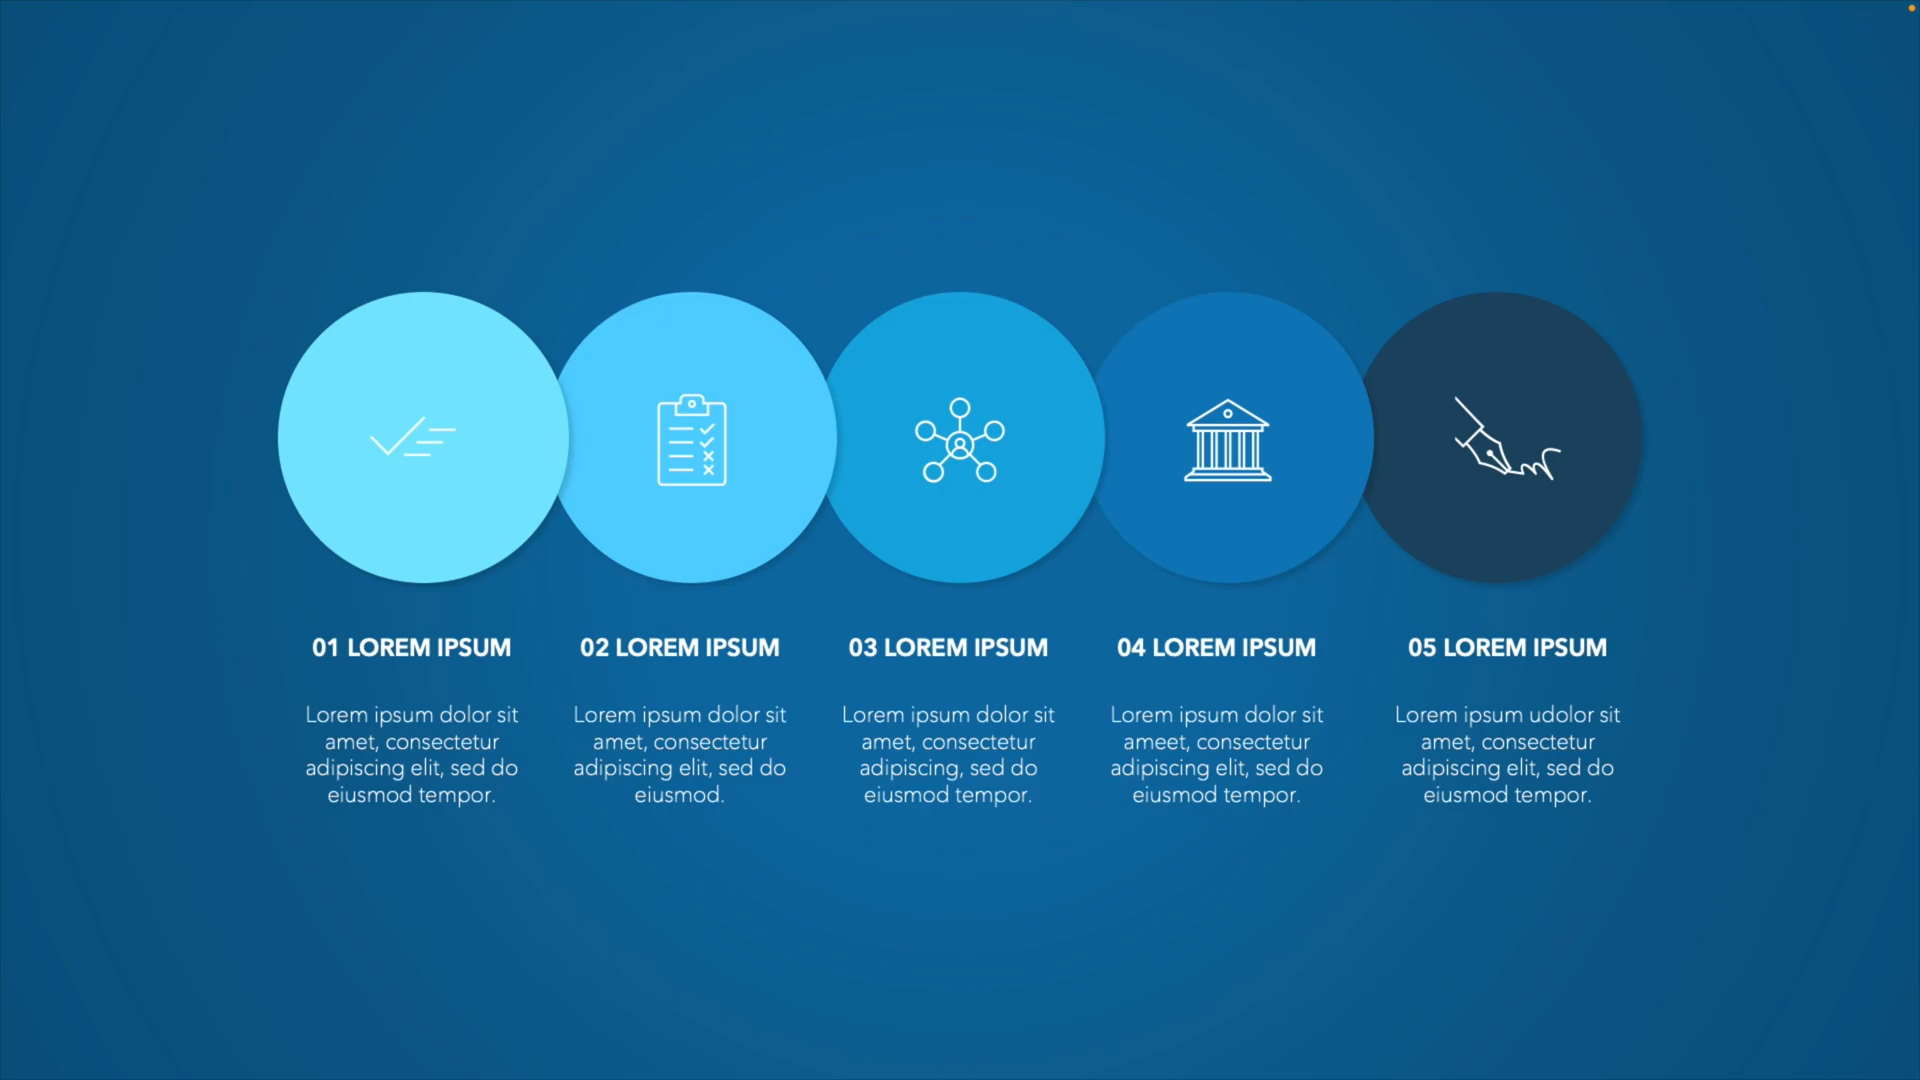 01 LOREM IPSUM
Lorem ipsum dolor sit
amet, consectetur
adipiscing elit, sed do
eiusmod tempor.
02 LOREM IPSUM
Lorem ipsum dolor sit
amet, consectetur
adipiscing elit, sed do
eiusmod.
03 LOREM IPSUM
Lorem ipsum dolor sit
amet, consectetur
adipiscing, sed do
eiusmod tempor.
04 LOREM IPSUM
Lorem ipsum dolor sit
ameet, consectetur
adipiscing elit, sed do
eiusmod tempor.
05 LOREM IPSUM
Lorem ipsum udolor sit
amet, consectetur
adipiscing elit, sed do
eiusmod tempor.